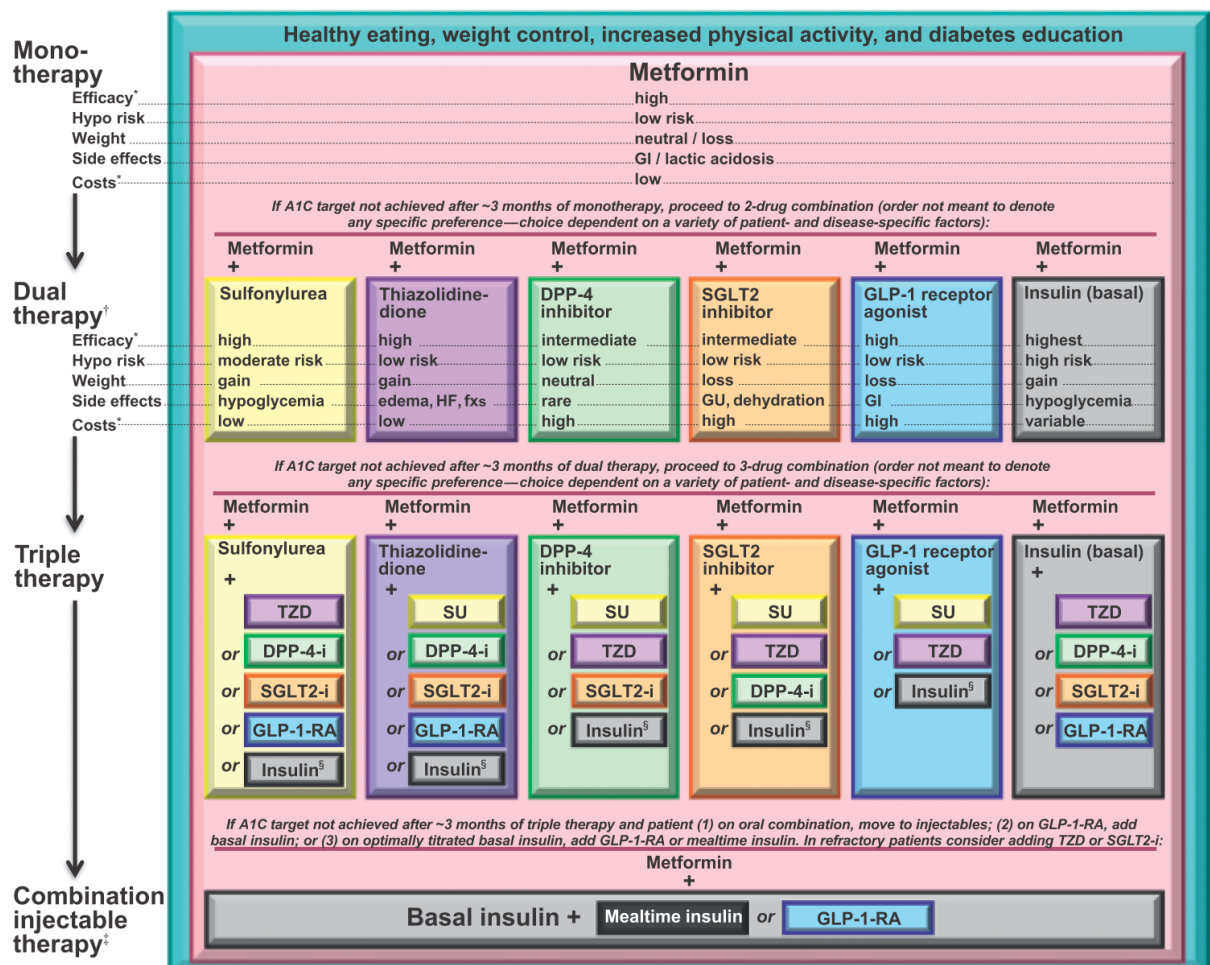 Healthy eating, weight control, increased physical activity, and diabetes education
Mono-
therapy
Metformin
Efficacy* high
Hypo risk low risk
Weight neutral / loss
Side effects GI / lactic acidosis
Costs* low
If A1C target not achieved after ~3 months of monotherapy, proceed to 2-drug combination (order not meant to denote
any specific preference—choice dependent on a variety of patient- and disease-specific factors):
Metformin Metformin Metformin Metformin Metformin Metformin
+ + + + + +
Dual
therapy†
Sulfonylurea Thiazolidine- DPP-4 SGLT2 GLP-1 receptor Insulin (basal)
dione inhibitor inhibitor agonist
Efficacy* high high intermediate intermediate high highest
Hypo risk moderate risk low risk low risk low risk low risk high risk
Weight gain gain neutral loss loss gain
Side effects hypoglycemia edema, HF, fxs rare GU, dehydration GI hypoglycemia
Costs* low low high high high variable
If A1C target not achieved after ~3 months of dual therapy, proceed to 3-drug combination (order not meant to denote
any specific preference—choice dependent on a variety of patient- and disease-specific factors):
Metformin Metformin Metformin Metformin Metformin Metformin
+ + + + + +
Triple
therapy
Sulfonylurea Thiazolidine- DPP-4 SGLT2 GLP-1 receptor Insulin (basal)
dione inhibitor inhibitor agonist
+ + + + + +
TZD SU SU SU SU TZD
or DPP-4-i or DPP-4-i or TZD or TZD or TZD or DPP-4-i
or SGLT2-i or SGLT2-i or SGLT2-i or DPP-4-i or Insulin§ or SGLT2-i
or GLP-1-RA or GLP-1-RA or Insulin§ or Insulin§ or GLP-1-RA
or Insulin§ or Insulin§
If A1C target not achieved after ~3 months of triple therapy and patient (1) on oral combination, move to injectables; (2) on GLP-1-RA, add
basal insulin; or (3) on optimally titrated basal insulin, add GLP-1-RA or mealtime insulin. In refractory patients consider adding TZD or SGLT2-i:
Metformin
+
Combination
injectable
therapy‡
Basal insulin + Mealtime insulin or GLP-1-RA